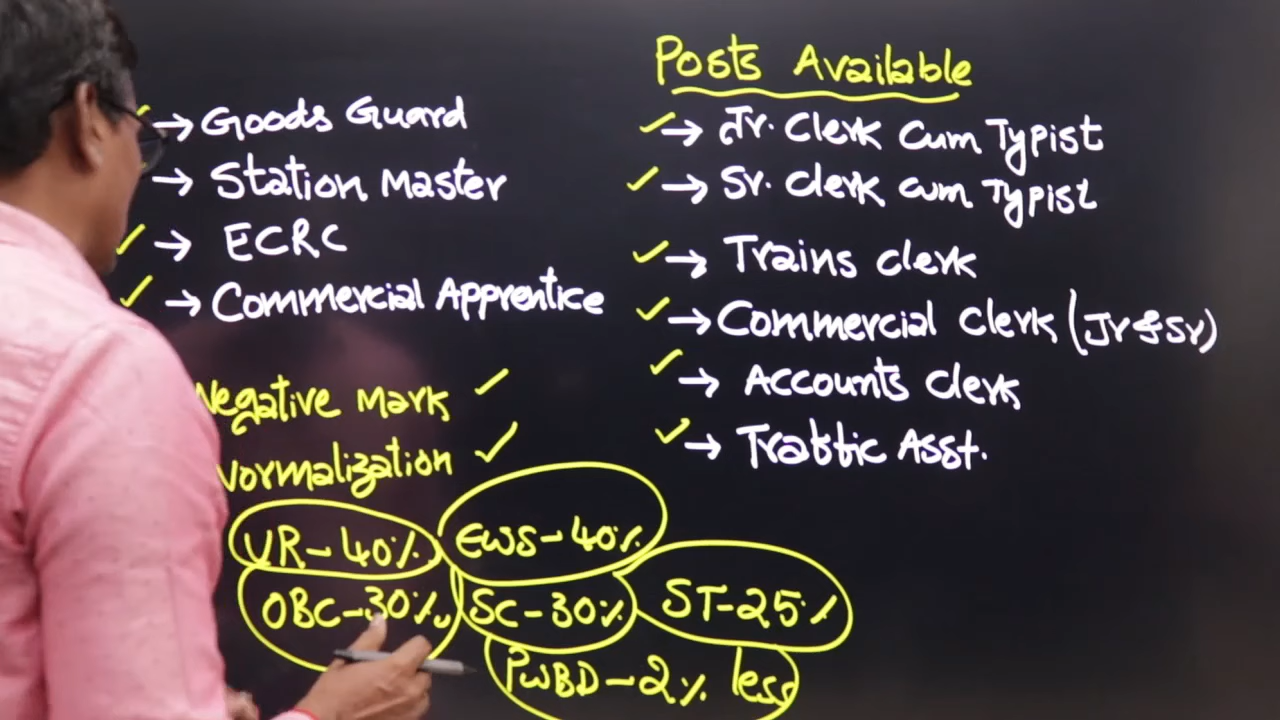 Posts Available
→ Goods Guard
→ Station Master
→ ECRC
→ Commercial Apprentice
→ Jr. Clerk Cum Typist
→ Sr. Clerk cum Typist
→ Trains clerk
→ Commercial Clerk (Jr & Sr)
→ Accounts Clerk
→ Traffic Asst.
Negative Mark
Normalization
UR - 40% EWS - 40%
OBC - 30% SC - 30% ST - 25%
PWBD - 2% less